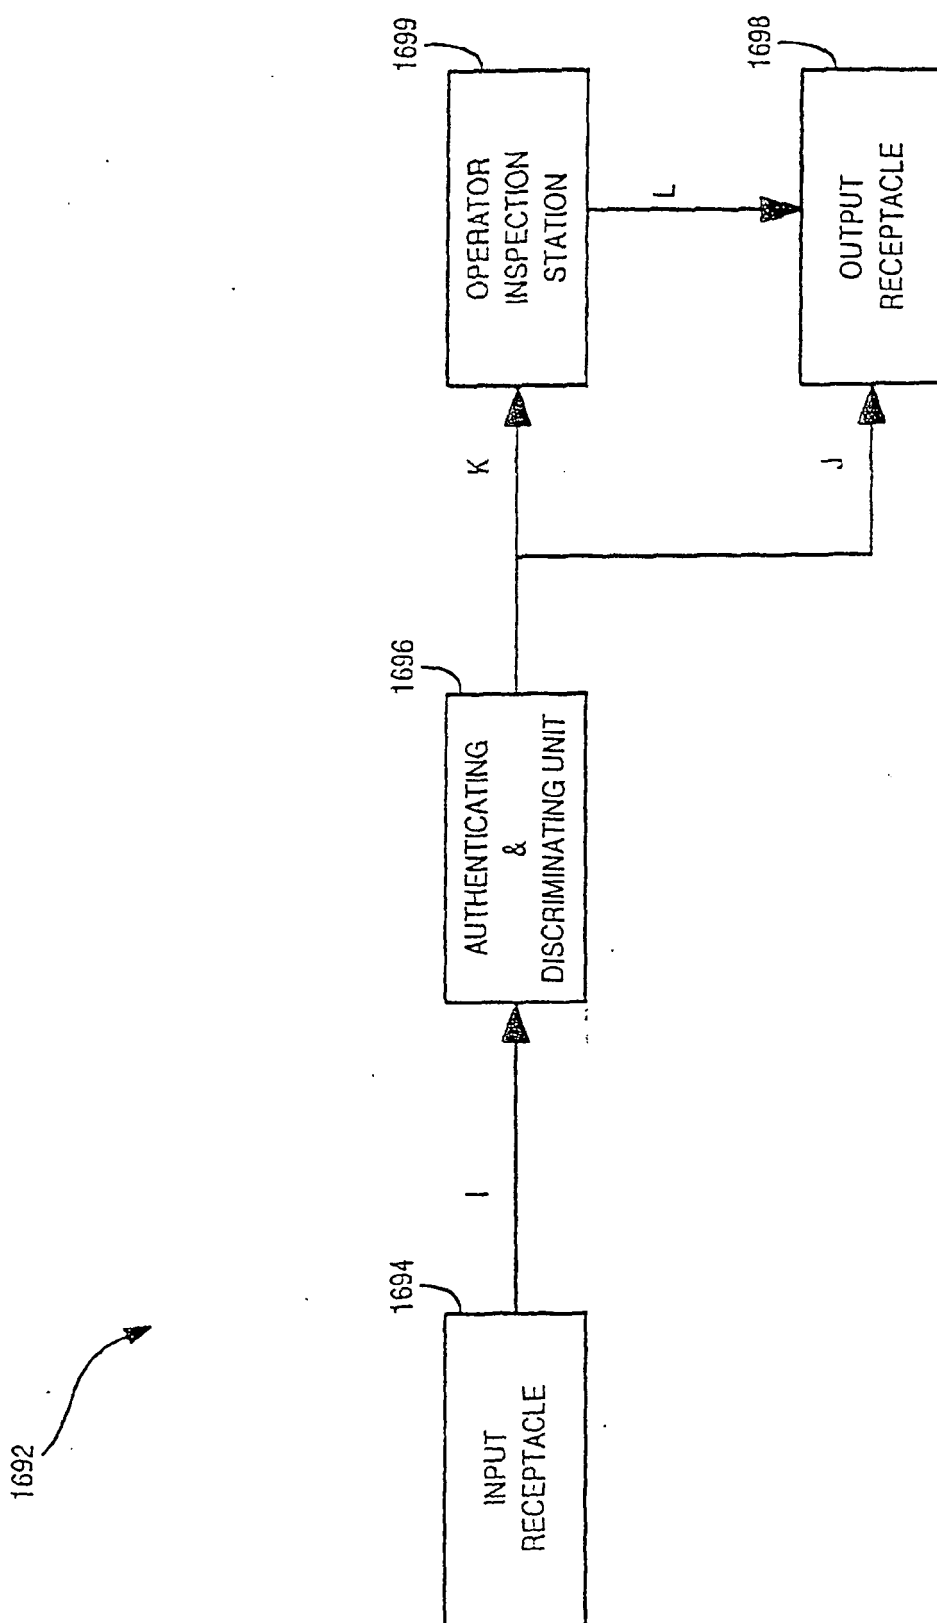 1692
1694
INPUT
RECEPTACLE
I
1696
AUTHENTICATING
&
DISCRIMINATING UNIT
K
J
1699
OPERATOR
INSPECTION
STATION
L
1698
OUTPUT
RECEPTACLE